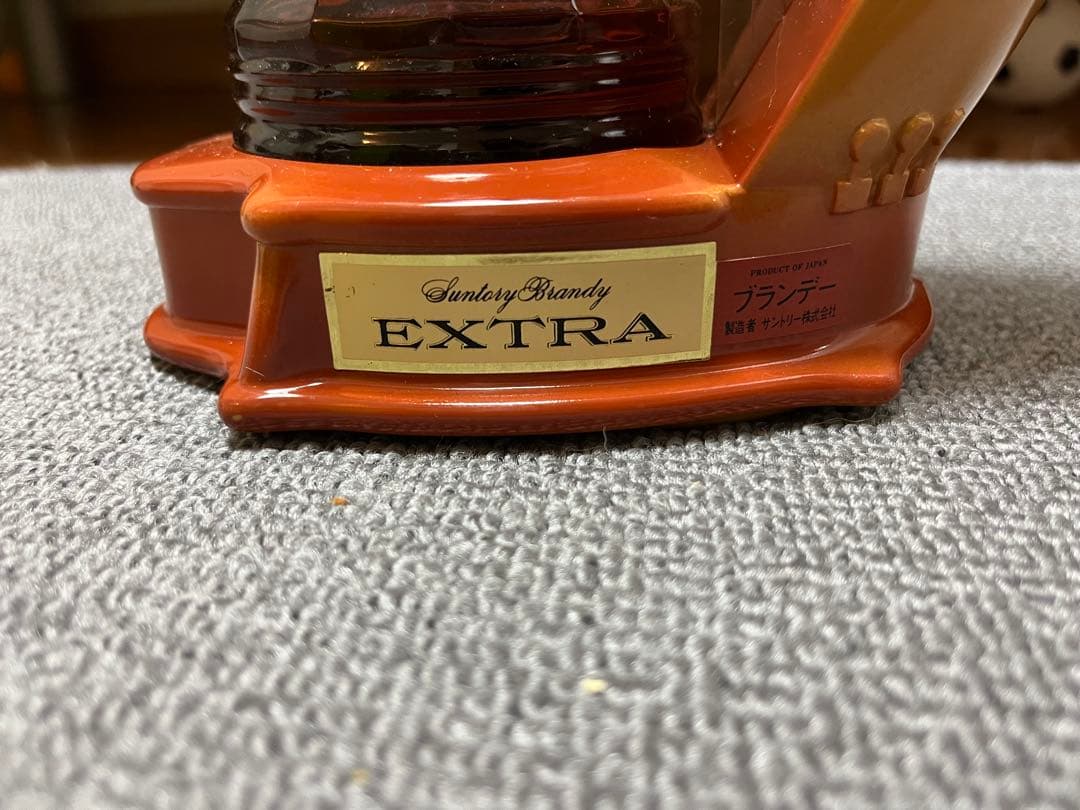 Suntory Brandy
EXTRA
PRODUCT OF JAPAN
ブランデー
製造者 サントリー株式会社